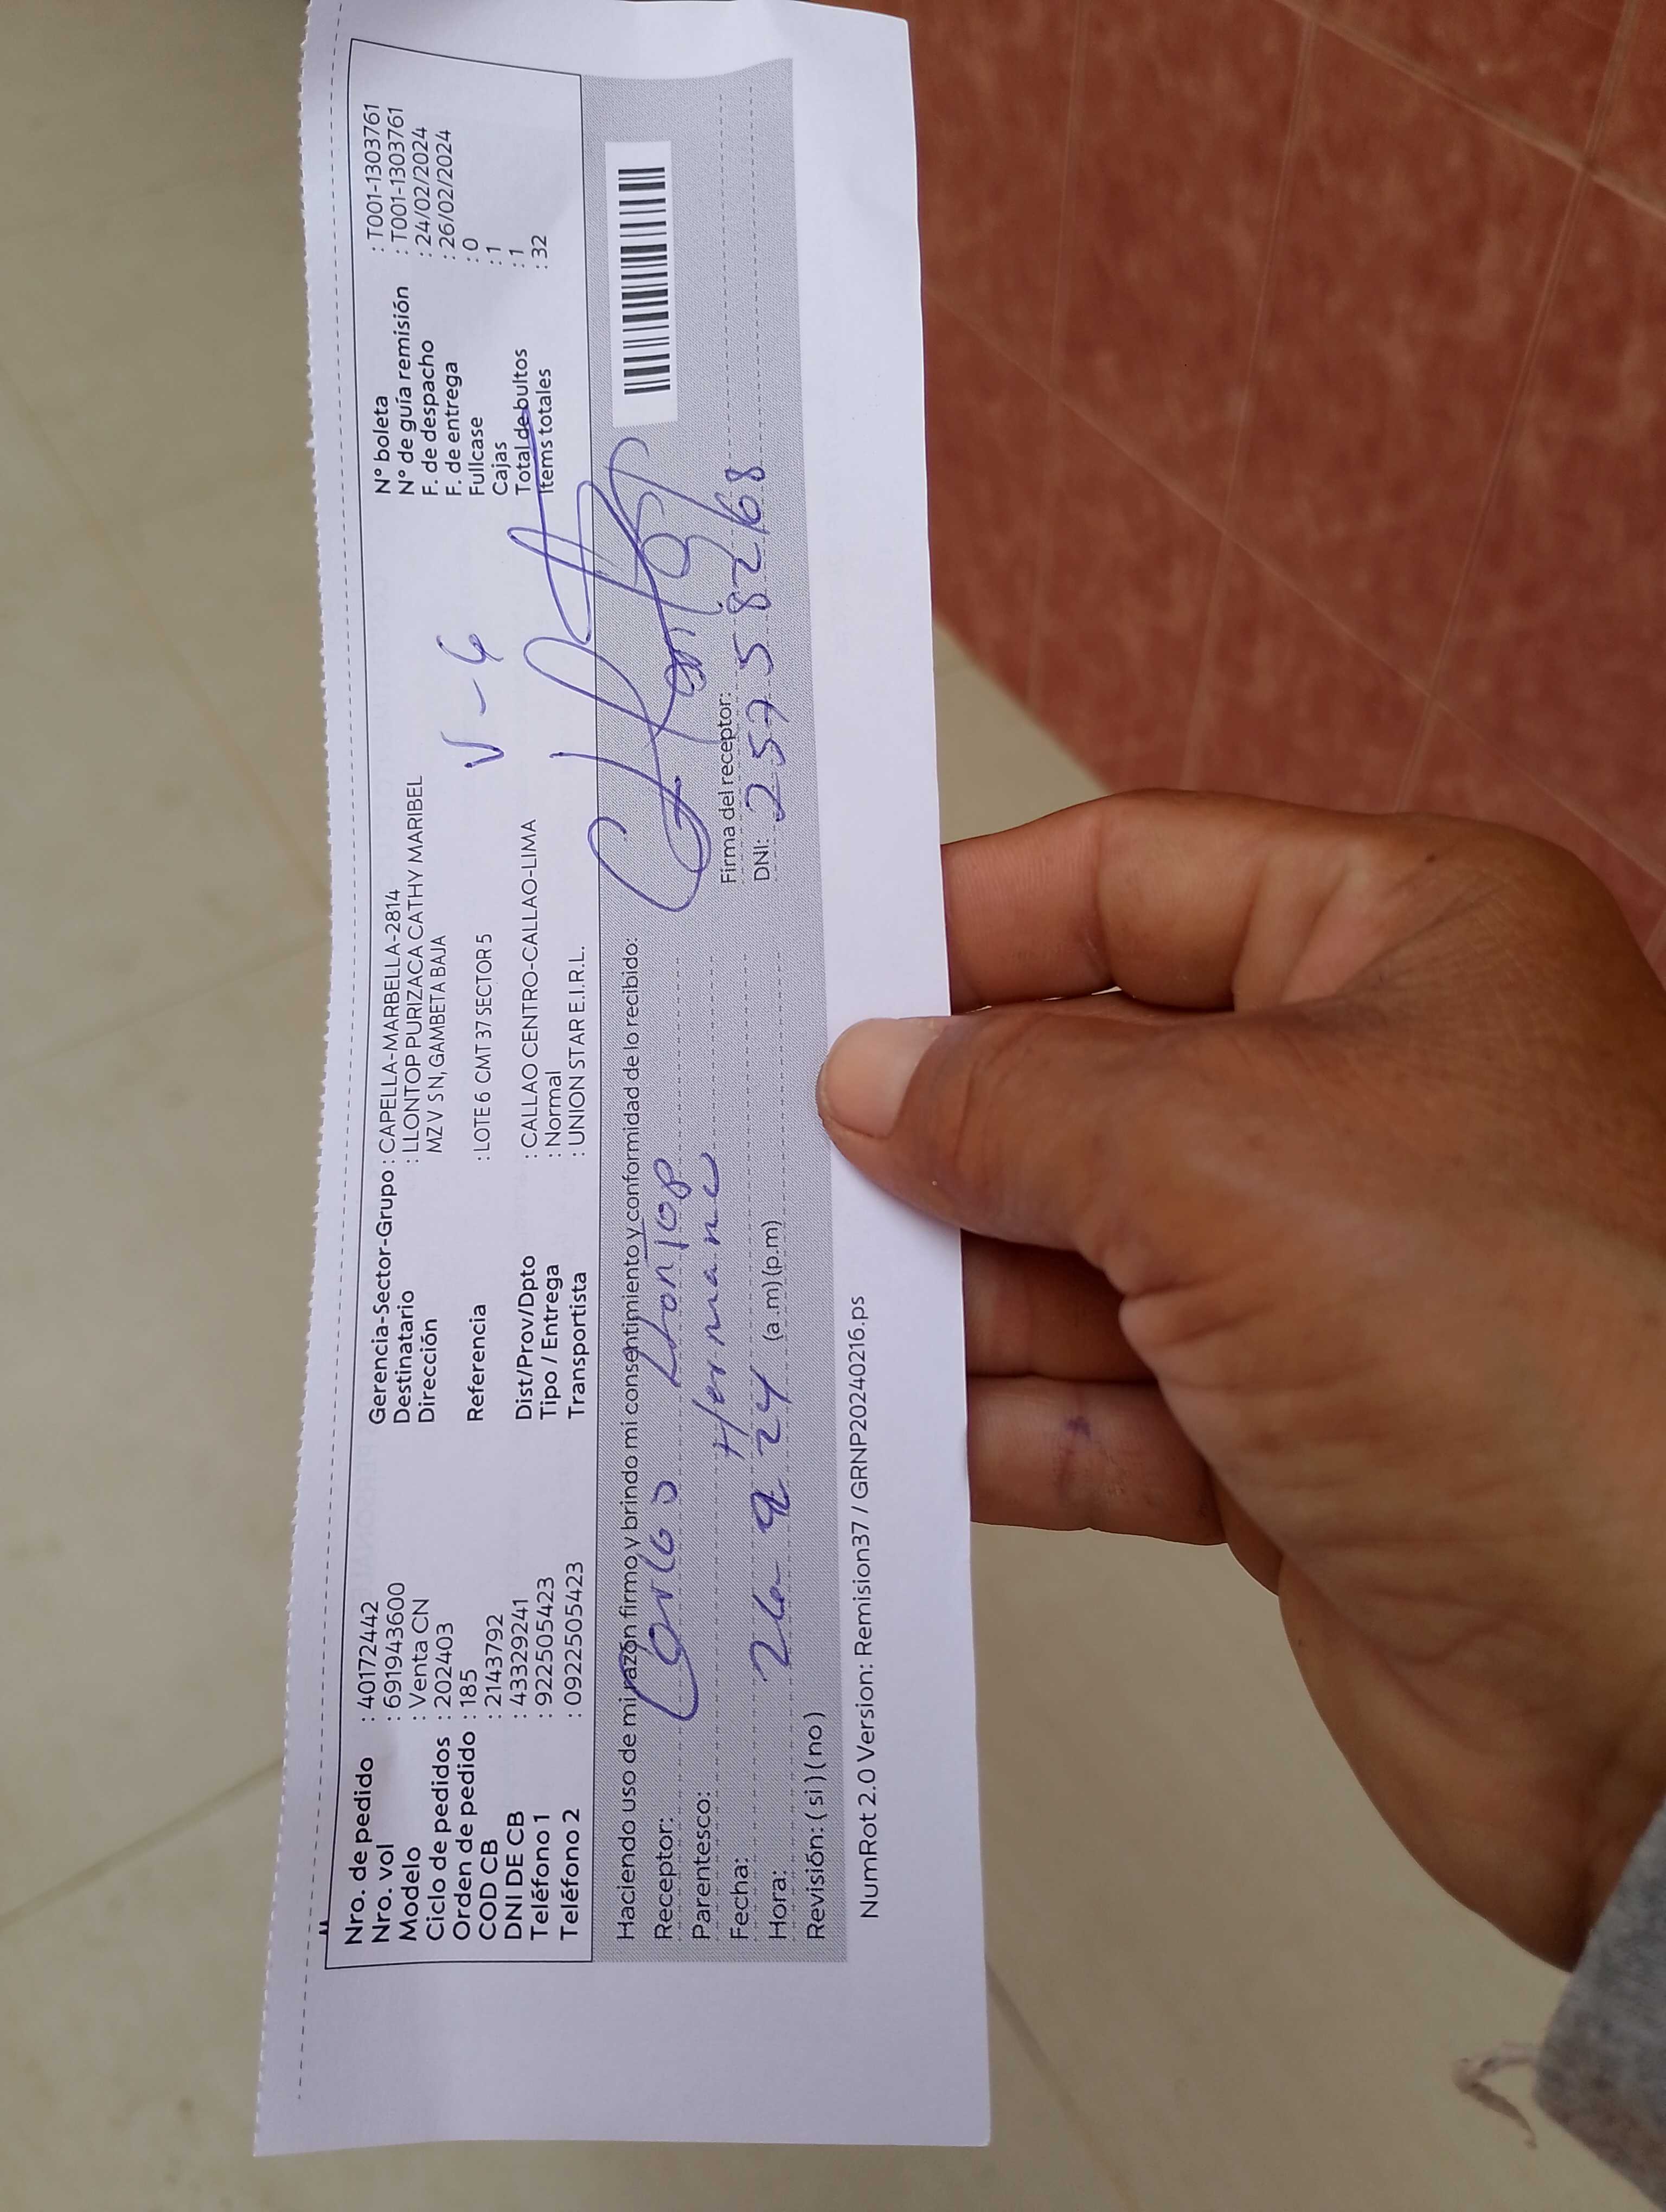 Nro. de pedido : 40172442
Nro. vol : 691943600
Modelo : Venta CN
Ciclo de pedidos : 202403
Orden de pedido : 185
COD CB : 2143792
DNI DE CB : 43329241
Teléfono 1 : 922505423
Teléfono 2 : 0922505423
Gerencia-Sector-Grupo : CAPELLA-MARBELLA-2814
Destinatario : LLONTOP PURIZACA CATHY MARIBEL
Dirección MZ V S N, GAMBETA BAJA
Referencia : LOTE 6 CMT 37 SECTOR 5
Dist/Prov/Dpto : CALLAO CENTRO-CALLAO-LIMA
Tipo / Entrega : Normal
Transportista : UNION STAR E.I.R.L.
V - 6
N° boleta : T001-1303761
N° de guía remisión : T001-1303761
F. de despacho : 24/02/2024
F. de entrega : 26/02/2024
Fullcase : 0
Cajas : 1
Total de bultos : 1
Items totales : 32
Haciendo uso de mi razón firmo y brindo mi consentimiento y conformidad de lo recibido:
Receptor: Carlos Llontop
Parentesco: Hermano
Fecha: 26 2 24
Hora: (a .m) (p.m)
Revisión: ( si ) ( no )
Firma del receptor:
DNI: 25758268
NumRot 2.0 Version: Remision37 / GRNP20240216.ps